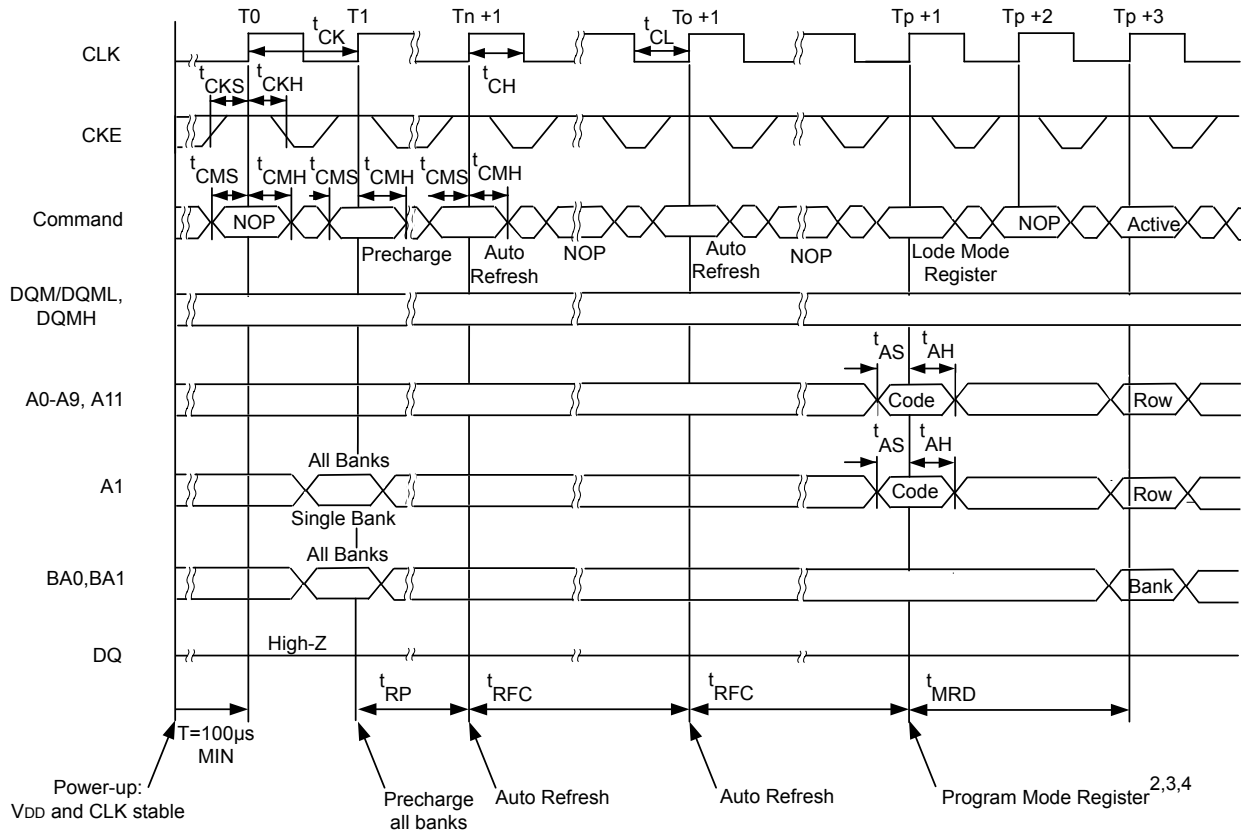 T0 T1 Tn +1 To +1 Tp +1 Tp +2 Tp +3
CLK
tCK
tCL
tCH
tCKS tCKH
CKE
tCMS tCMH tCMS tCMH tCMS tCMH
Command
NOP
Precharge
Auto
Refresh
NOP
Auto
Refresh
NOP
Lode Mode
Register
NOP
Active
DQM/DQML,
DQMH
tAS tAH
A0-A9, A11
Code
Row
tAS tAH
All Banks
A1
Code
Row
Single Bank
All Banks
BA0,BA1
Bank
High-Z
DQ
tRP tRFC tRFC tMRD
T=100µs
MIN
Power-up:
VDD and CLK stable
Precharge
all banks
Auto Refresh
Auto Refresh
Program Mode Register2,3,4